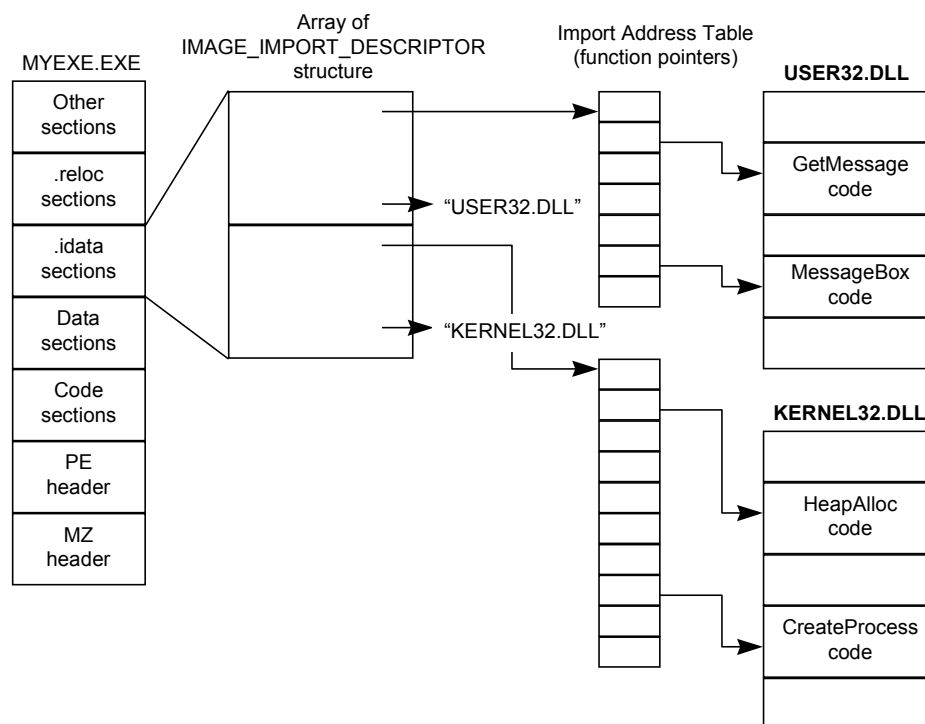 Array of
IMAGE_IMPORT_DESCRIPTOR
structure
Import Address Table
(function pointers)
MYEXE.EXE
USER32.DLL
Other
sections
.reloc
sections
.idata
sections
Data
sections
Code
sections
PE
header
MZ
header
“USER32.DLL”
“KERNEL32.DLL”
GetMessage
code
MessageBox
code
KERNEL32.DLL
HeapAlloc
code
CreateProcess
code